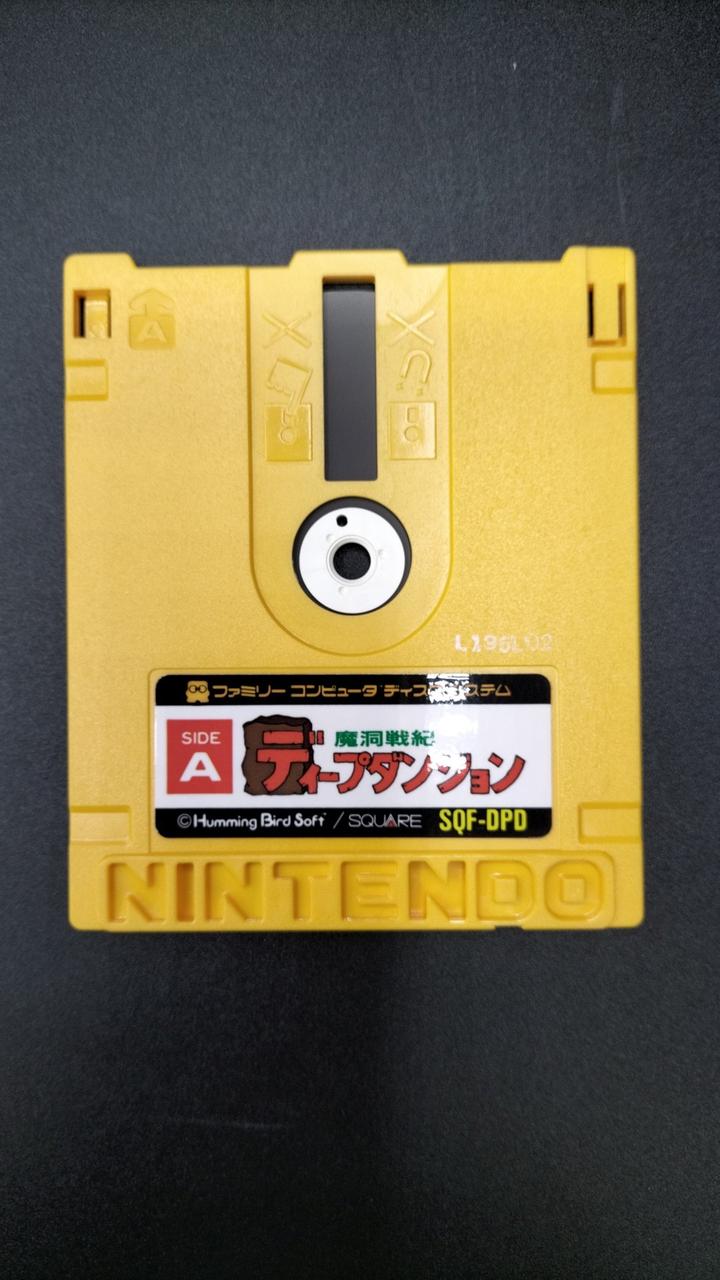 A
L195L02
ファミリー コンピュータ ディスクシステム
SIDE
A
魔洞戦紀
ディープダンジョン
©Humming Bird Soft / SQUARE SQF-DPD
NINTENDO